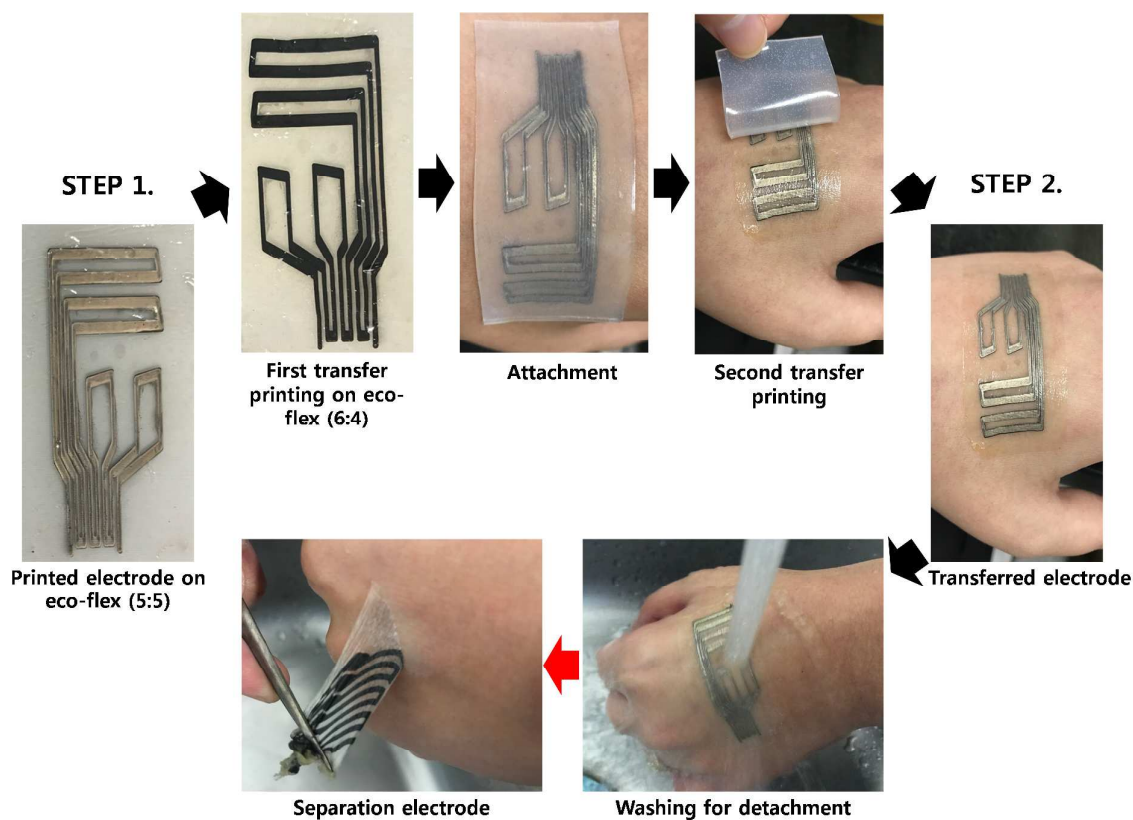 STEP 1.
STEP 2.
First transfer
printing on eco-
flex (6:4)
Attachment
Second transfer
printing
Printed electrode on
eco-flex (5:5)
Transferred electrode
Separation electrode
Washing for detachment